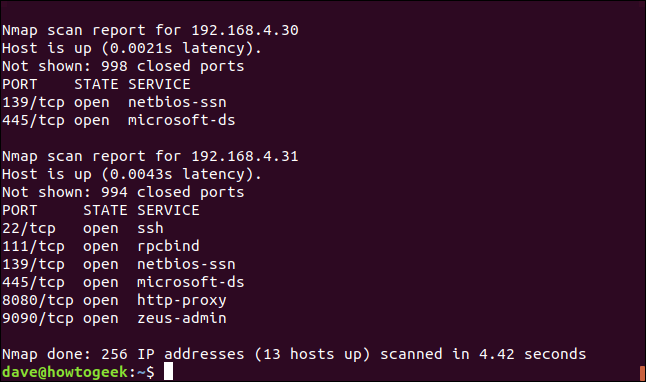 Nmap scan report for 192.168.4.30
Host is up (0.0021s latency).
Not shown: 998 closed ports
PORT    STATE SERVICE
139/tcp open  netbios-ssn
445/tcp open  microsoft-ds
Nmap scan report for 192.168.4.31
Host is up (0.0043s latency).
Not shown: 994 closed ports
PORT     STATE SERVICE
22/tcp   open  ssh
111/tcp  open  rpcbind
139/tcp  open  netbios-ssn
445/tcp  open  microsoft-ds
8080/tcp open  http-proxy
9090/tcp open  zeus-admin
Nmap done: 256 IP addresses (13 hosts up) scanned in 4.42 seconds
dave@howtogeek:~$